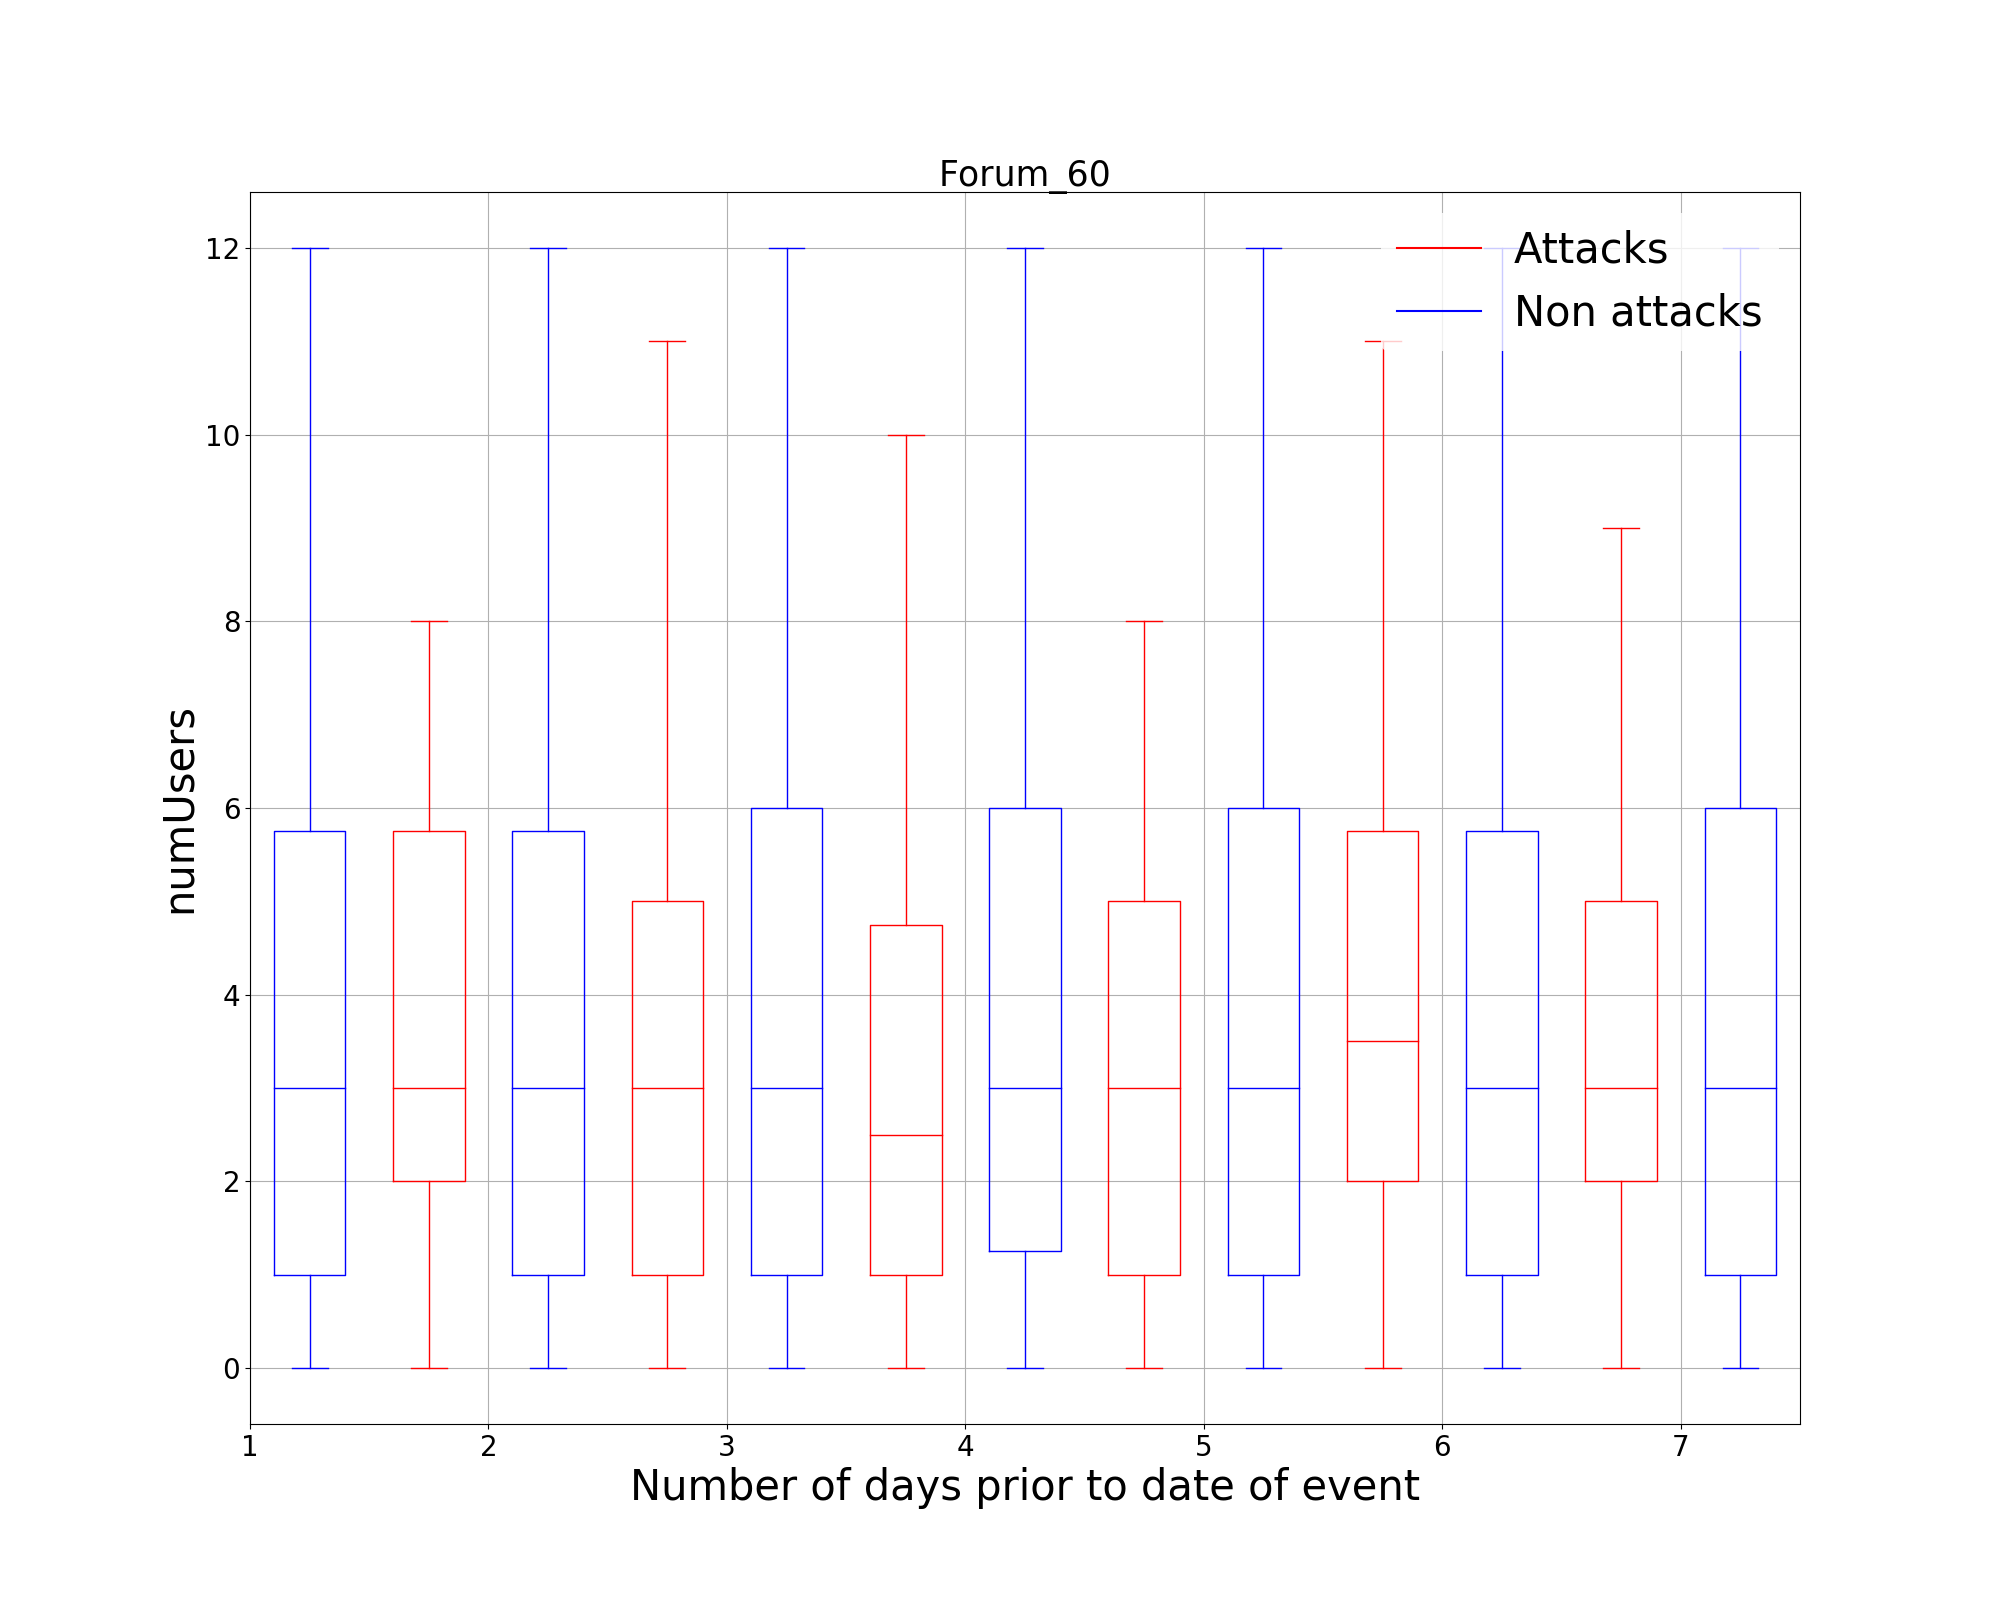 Forum_60
Attacks
Non attacks
12
10
8
6
4
2
0
numUsers
1 2 3 4 5 6 7
Number of days prior to date of event